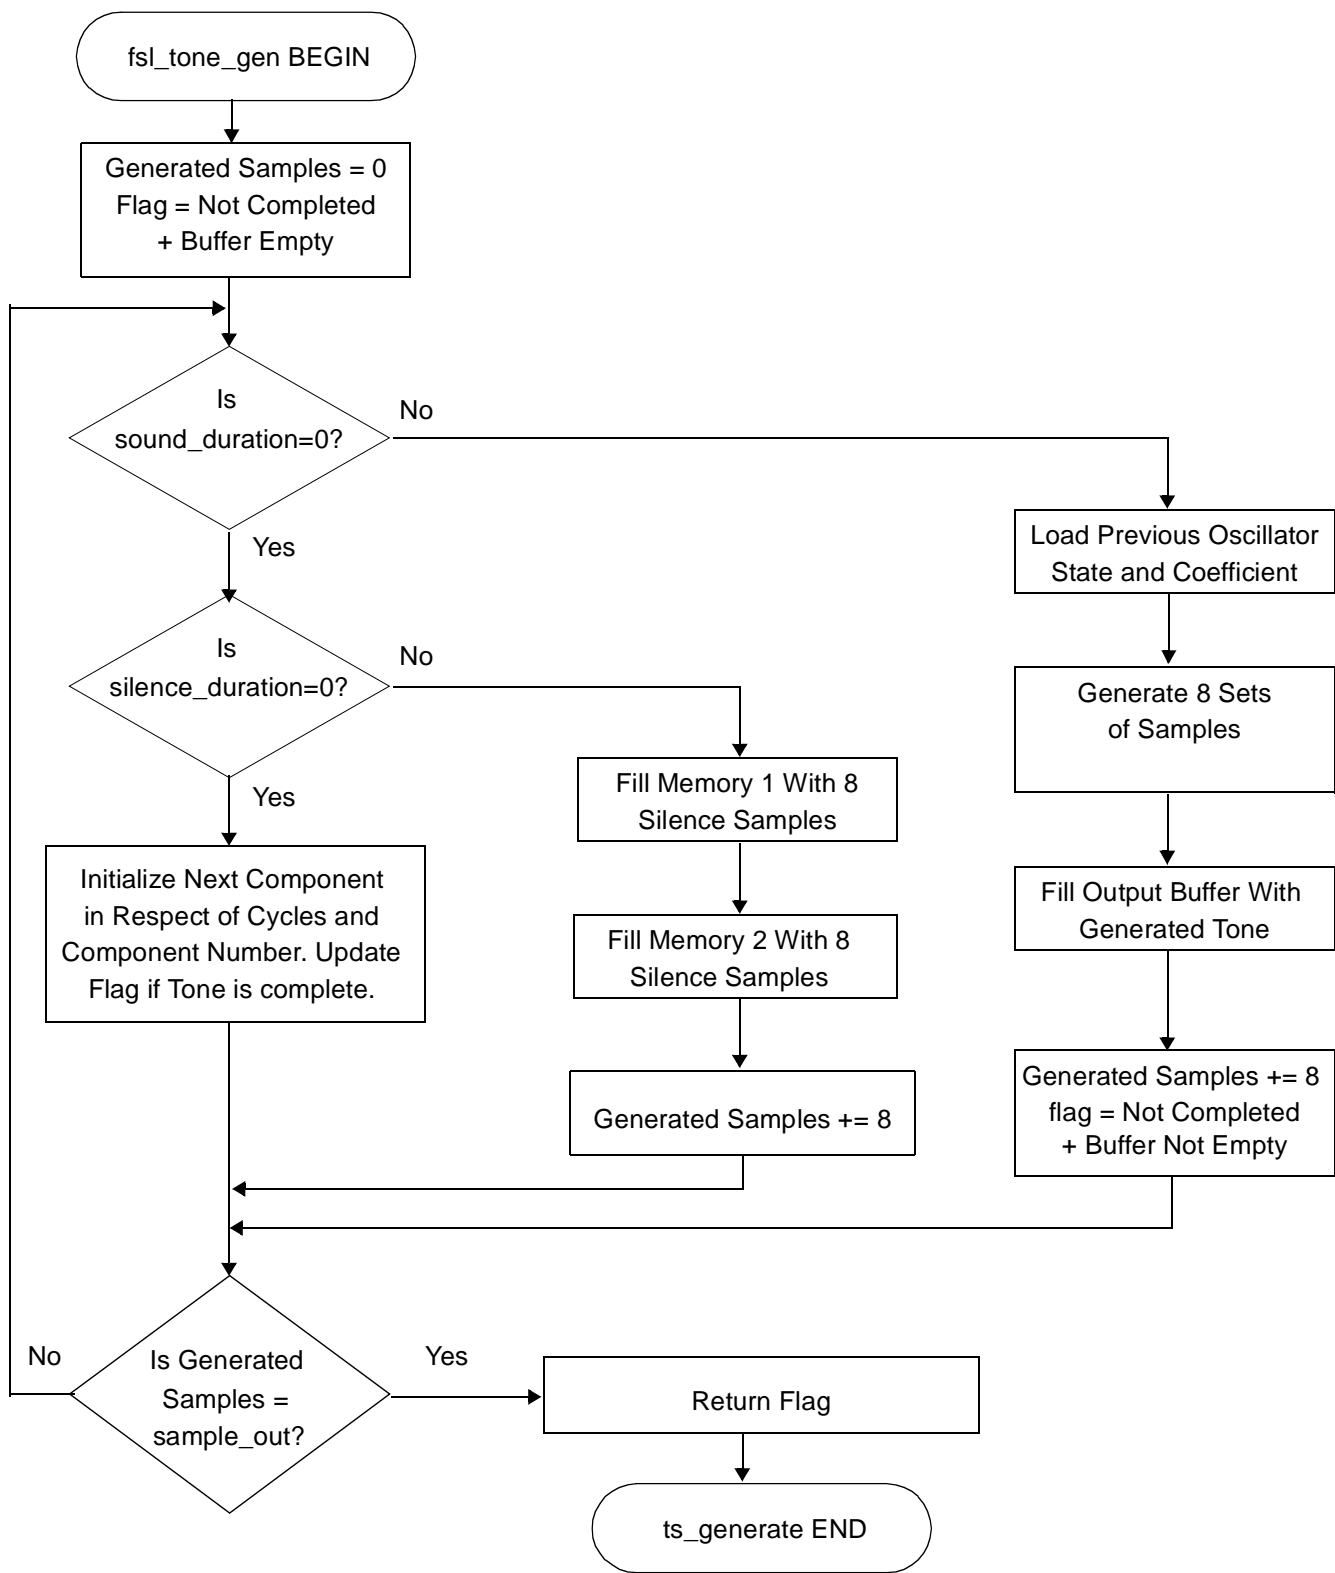 fsl_tone_gen BEGIN
Generated Samples = 0
Flag = Not Completed
+ Buffer Empty
Is
sound_duration=0?
No
Yes
Load Previous Oscillator
State and Coefficient
Is
silence_duration=0?
No
Yes
Generate 8 Sets
of Samples
Fill Memory 1 With 8
Silence Samples
Initialize Next Component
in Respect of Cycles and
Component Number. Update
Flag if Tone is complete.
Fill Output Buffer With
Generated Tone
Fill Memory 2 With 8
Silence Samples
Generated Samples += 8
Generated Samples += 8
flag = Not Completed
+ Buffer Not Empty
Is Generated
Samples =
sample_out?
No
Yes
Return Flag
ts_generate END